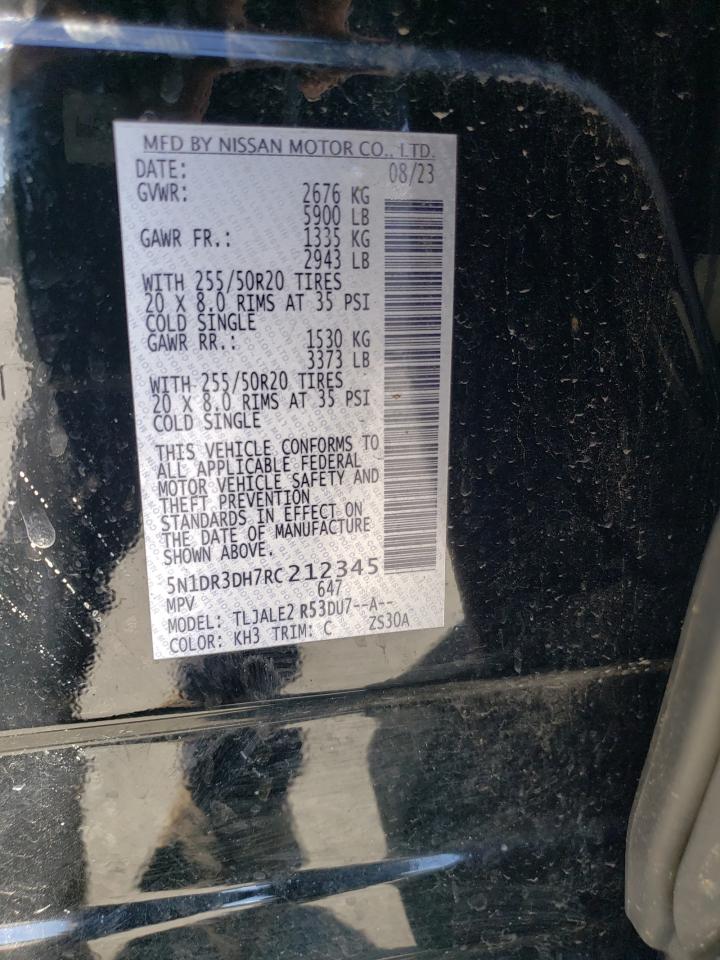 MFD BY NISSAN MOTOR CO., LTD.
DATE: 08/23
GVWR: 2676 KG
5900 LB
GAWR FR.: 1335 KG
2943 LB
WITH 255/50R20 TIRES
20 X 8.0 RIMS AT 35 PSI
COLD SINGLE
GAWR RR.: 1530 KG
3373 LB
WITH 255/50R20 TIRES
20 X 8.0 RIMS AT 35 PSI
COLD SINGLE
THIS VEHICLE CONFORMS TO
ALL APPLICABLE FEDERAL
MOTOR VEHICLE SAFETY AND
THEFT PREVENTION
STANDARDS IN EFFECT ON
THE DATE OF MANUFACTURE
SHOWN ABOVE.
5N1DR3DH7RC212345
MPV 647
MODEL: TLJALE2 R53DU7--A--
COLOR: KH3 TRIM: C ZS30A